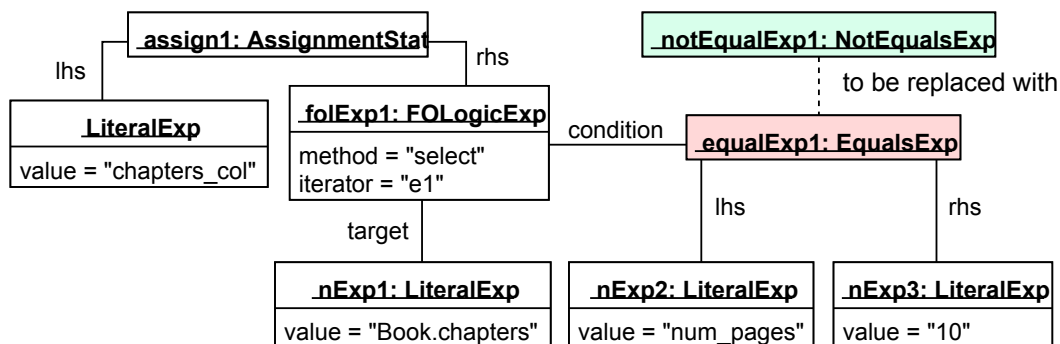 assign1: AssignmentStat
notEqualExp1: NotEqualsExp
lhs
rhs
to be replaced with
LiteralExp
value = "chapters_col"
folExp1: FOLogicExp
method = "select"
iterator = "e1"
condition
equalExp1: EqualsExp
target
lhs
rhs
nExp1: LiteralExp
value = "Book.chapters"
nExp2: LiteralExp
value = "num_pages"
nExp3: LiteralExp
value = "10"